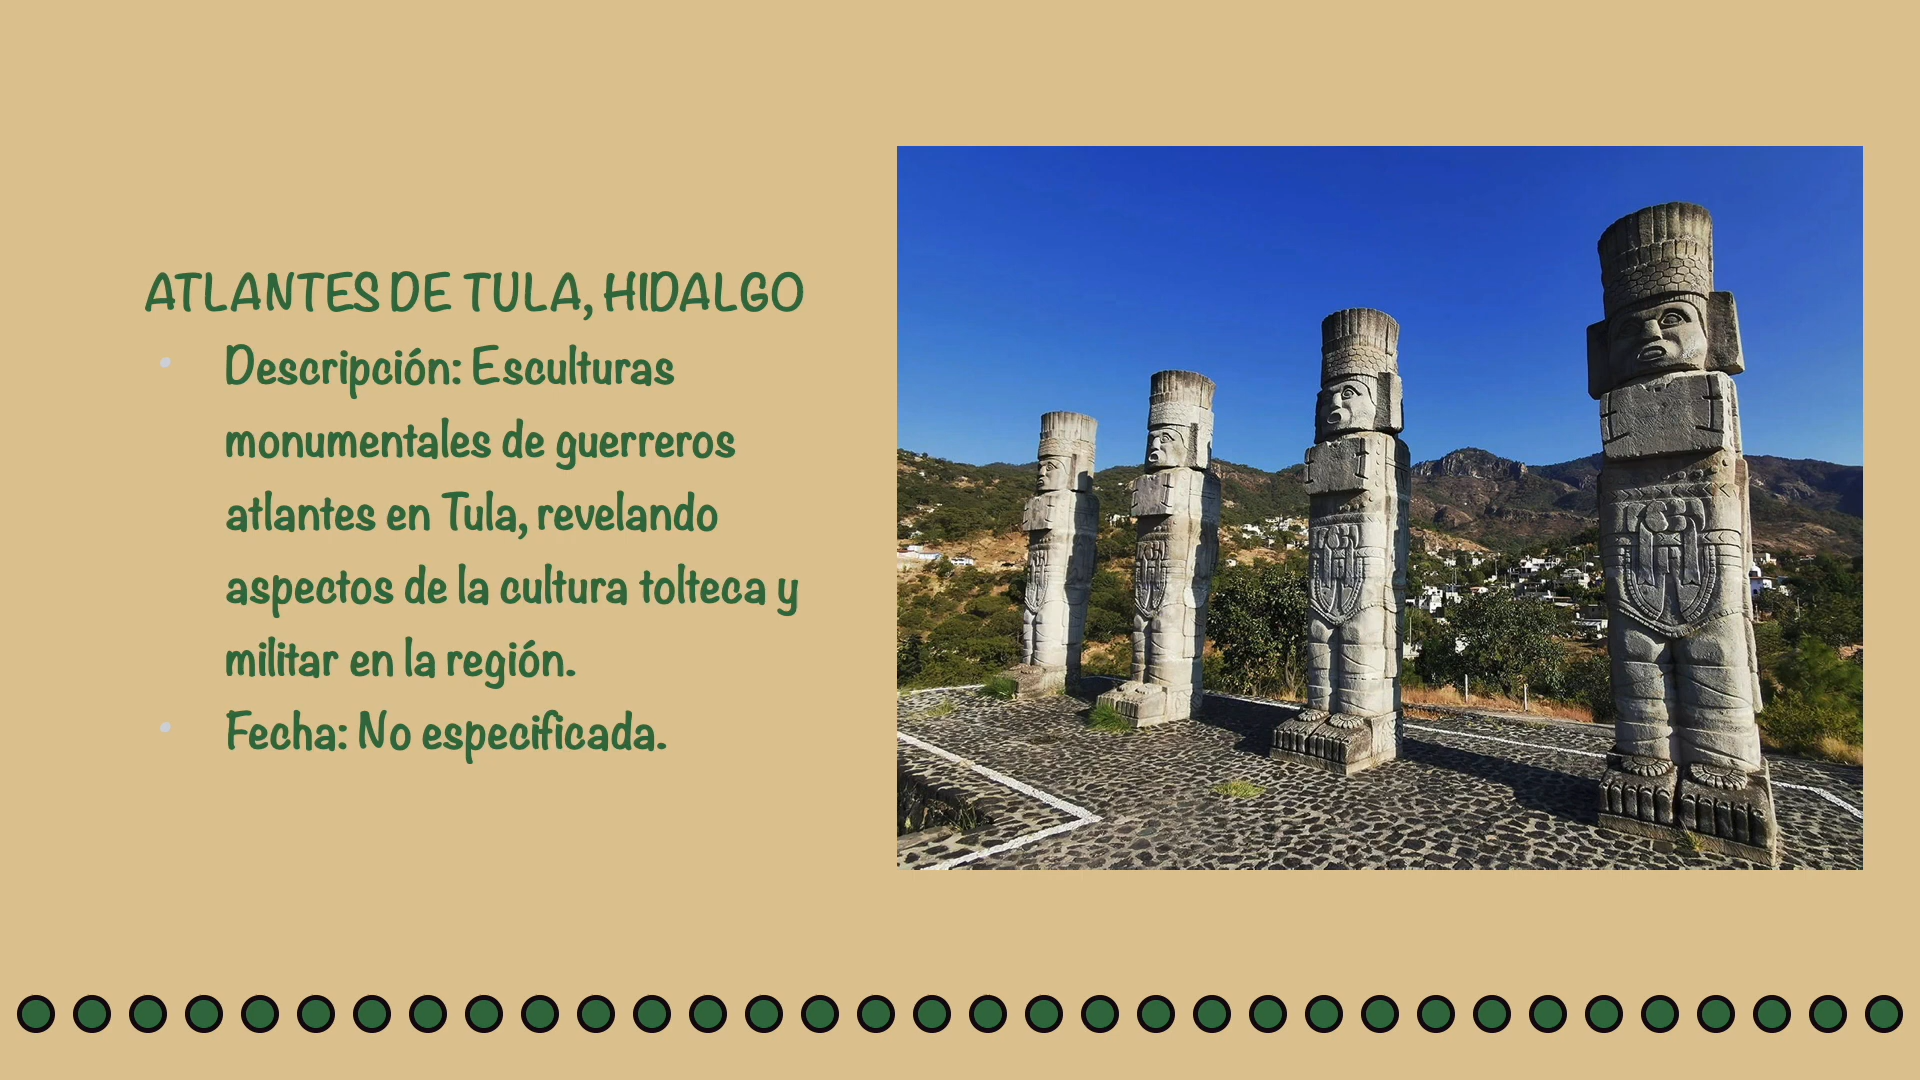 ATLANTES DE TULA, HIDALGO
• Descripción: Esculturas
monumentales de guerreros
atlantes en Tula, revelando
aspectos de la cultura tolteca y
militar en la región.
• Fecha: No especificada.